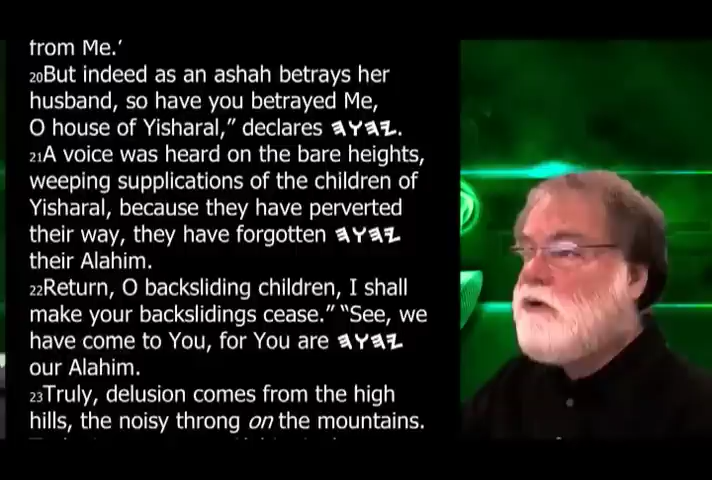 from Me.’
20But indeed as an ashah betrays her
husband, so have you betrayed Me,
O house of Yisharal,” declares 𐤄𐤅𐤄𐤉.
21A voice was heard on the bare heights,
weeping supplications of the children of
Yisharal, because they have perverted
their way, they have forgotten 𐤄𐤅𐤄𐤉
their Alahim.
22Return, O backsliding children, I shall
make your backslidings cease.” “See, we
have come to You, for You are 𐤄𐤅𐤄𐤉
our Alahim.
23Truly, delusion comes from the high
hills, the noisy throng on the mountains.